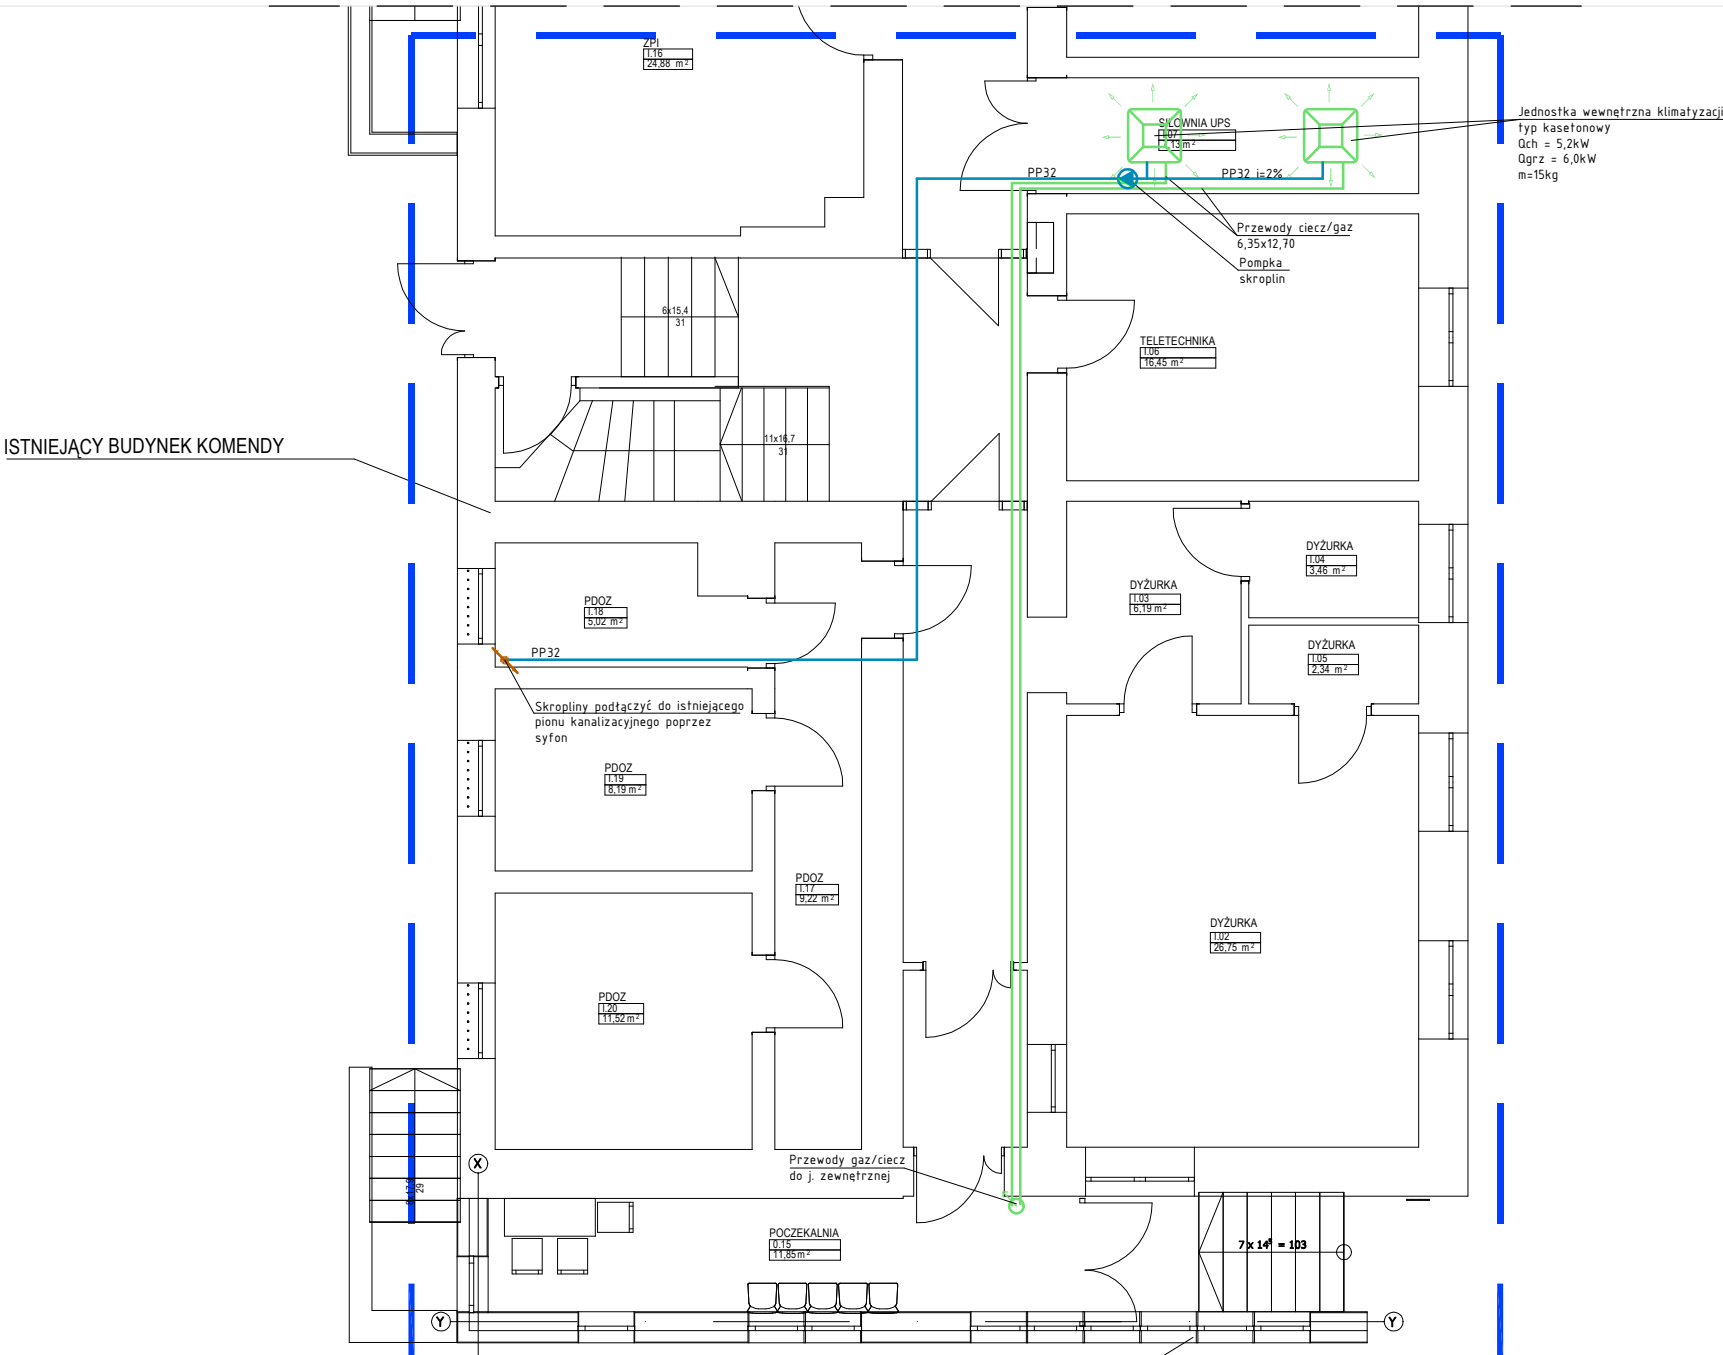 ZPI
1.16
24,88 m²
SIŁOWNIA UPS
Jednostka wewnętrzna klimatyzacji
typ kasetonowy
Qch = 5,2kW
Qgrz = 6,0kW
m=15kg
PP32
PP32 i=2%
Przewody ciecz/gaz
6,35x12,70
Pompka
skroplin
6x15,4
31
TELETECHNIKA
1.06
16,45 m²
ISTNIEJĄCY BUDYNEK KOMENDY
11x16,7
31
DYŻURKA
1.04
3,46 m²
DYŻURKA
1.03
6,19 m²
PDOZ
1.18
5,02 m²
DYŻURKA
1.05
2,34 m²
PP32
Skropliny podłączyć do istniejącego
pionu kanalizacyjnego poprzez
syfon
PDOZ
1.19
8,19 m²
PDOZ
1.17
9,22 m²
DYŻURKA
1.02
26,75 m²
PDOZ
1.20
11,52 m²
Przewody gaz/ciecz
do j. zewnętrznej
X
29
POCZEKALNIA
0.15
11,85m²
7 x 14⁵ = 103
Y
Y